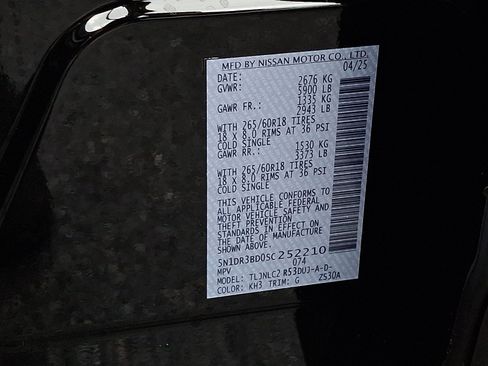 MFD BY NISSAN MOTOR CO., LTD.
DATE: 04/25
GVWR: 2676 KG
5900 LB
GAWR FR.: 1335 KG
2943 LB
WITH 265/60R18 TIRES
18 x 8.0 RIMS AT 36 PSI
COLD SINGLE
GAWR RR.: 1530 KG
3373 LB
WITH 265/60R18 TIRES
18 x 8.0 RIMS AT 36 PSI
COLD SINGLE
THIS VEHICLE CONFORMS TO
ALL APPLICABLE FEDERAL
MOTOR VEHICLE SAFETY AND
THEFT PREVENTION
STANDARDS IN EFFECT ON
THE DATE OF MANUFACTURE
SHOWN ABOVE.
5N1DR3BD0SC252210
MPV 074
MODEL: TLJNLC2 R53DUJ-A-D-
COLOR: KH3 TRIM: G ZS30A